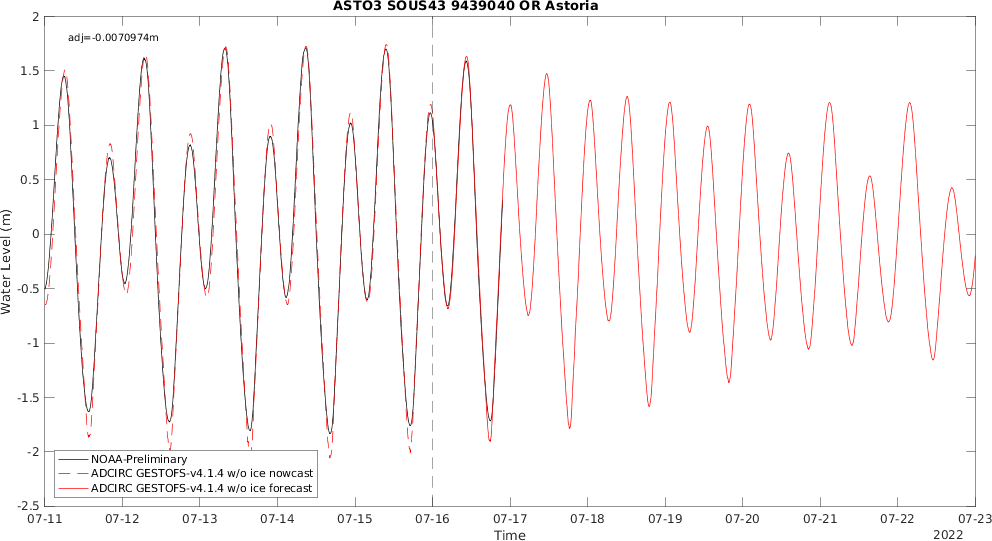 ASTO3 SOUS43 9439040 OR Astoria
adj=-0.0070974m
2
1.5
1
0.5
0
-0.5
-1
-1.5
-2
-2.5
Water Level (m)
NOAA-Preliminary
ADCIRC GESTOFS-v4.1.4 w/o ice nowcast
ADCIRC GESTOFS-v4.1.4 w/o ice forecast
07-11 07-12 07-13 07-14 07-15 07-16 07-17 07-18 07-19 07-20 07-21 07-22 07-23
Time
2022